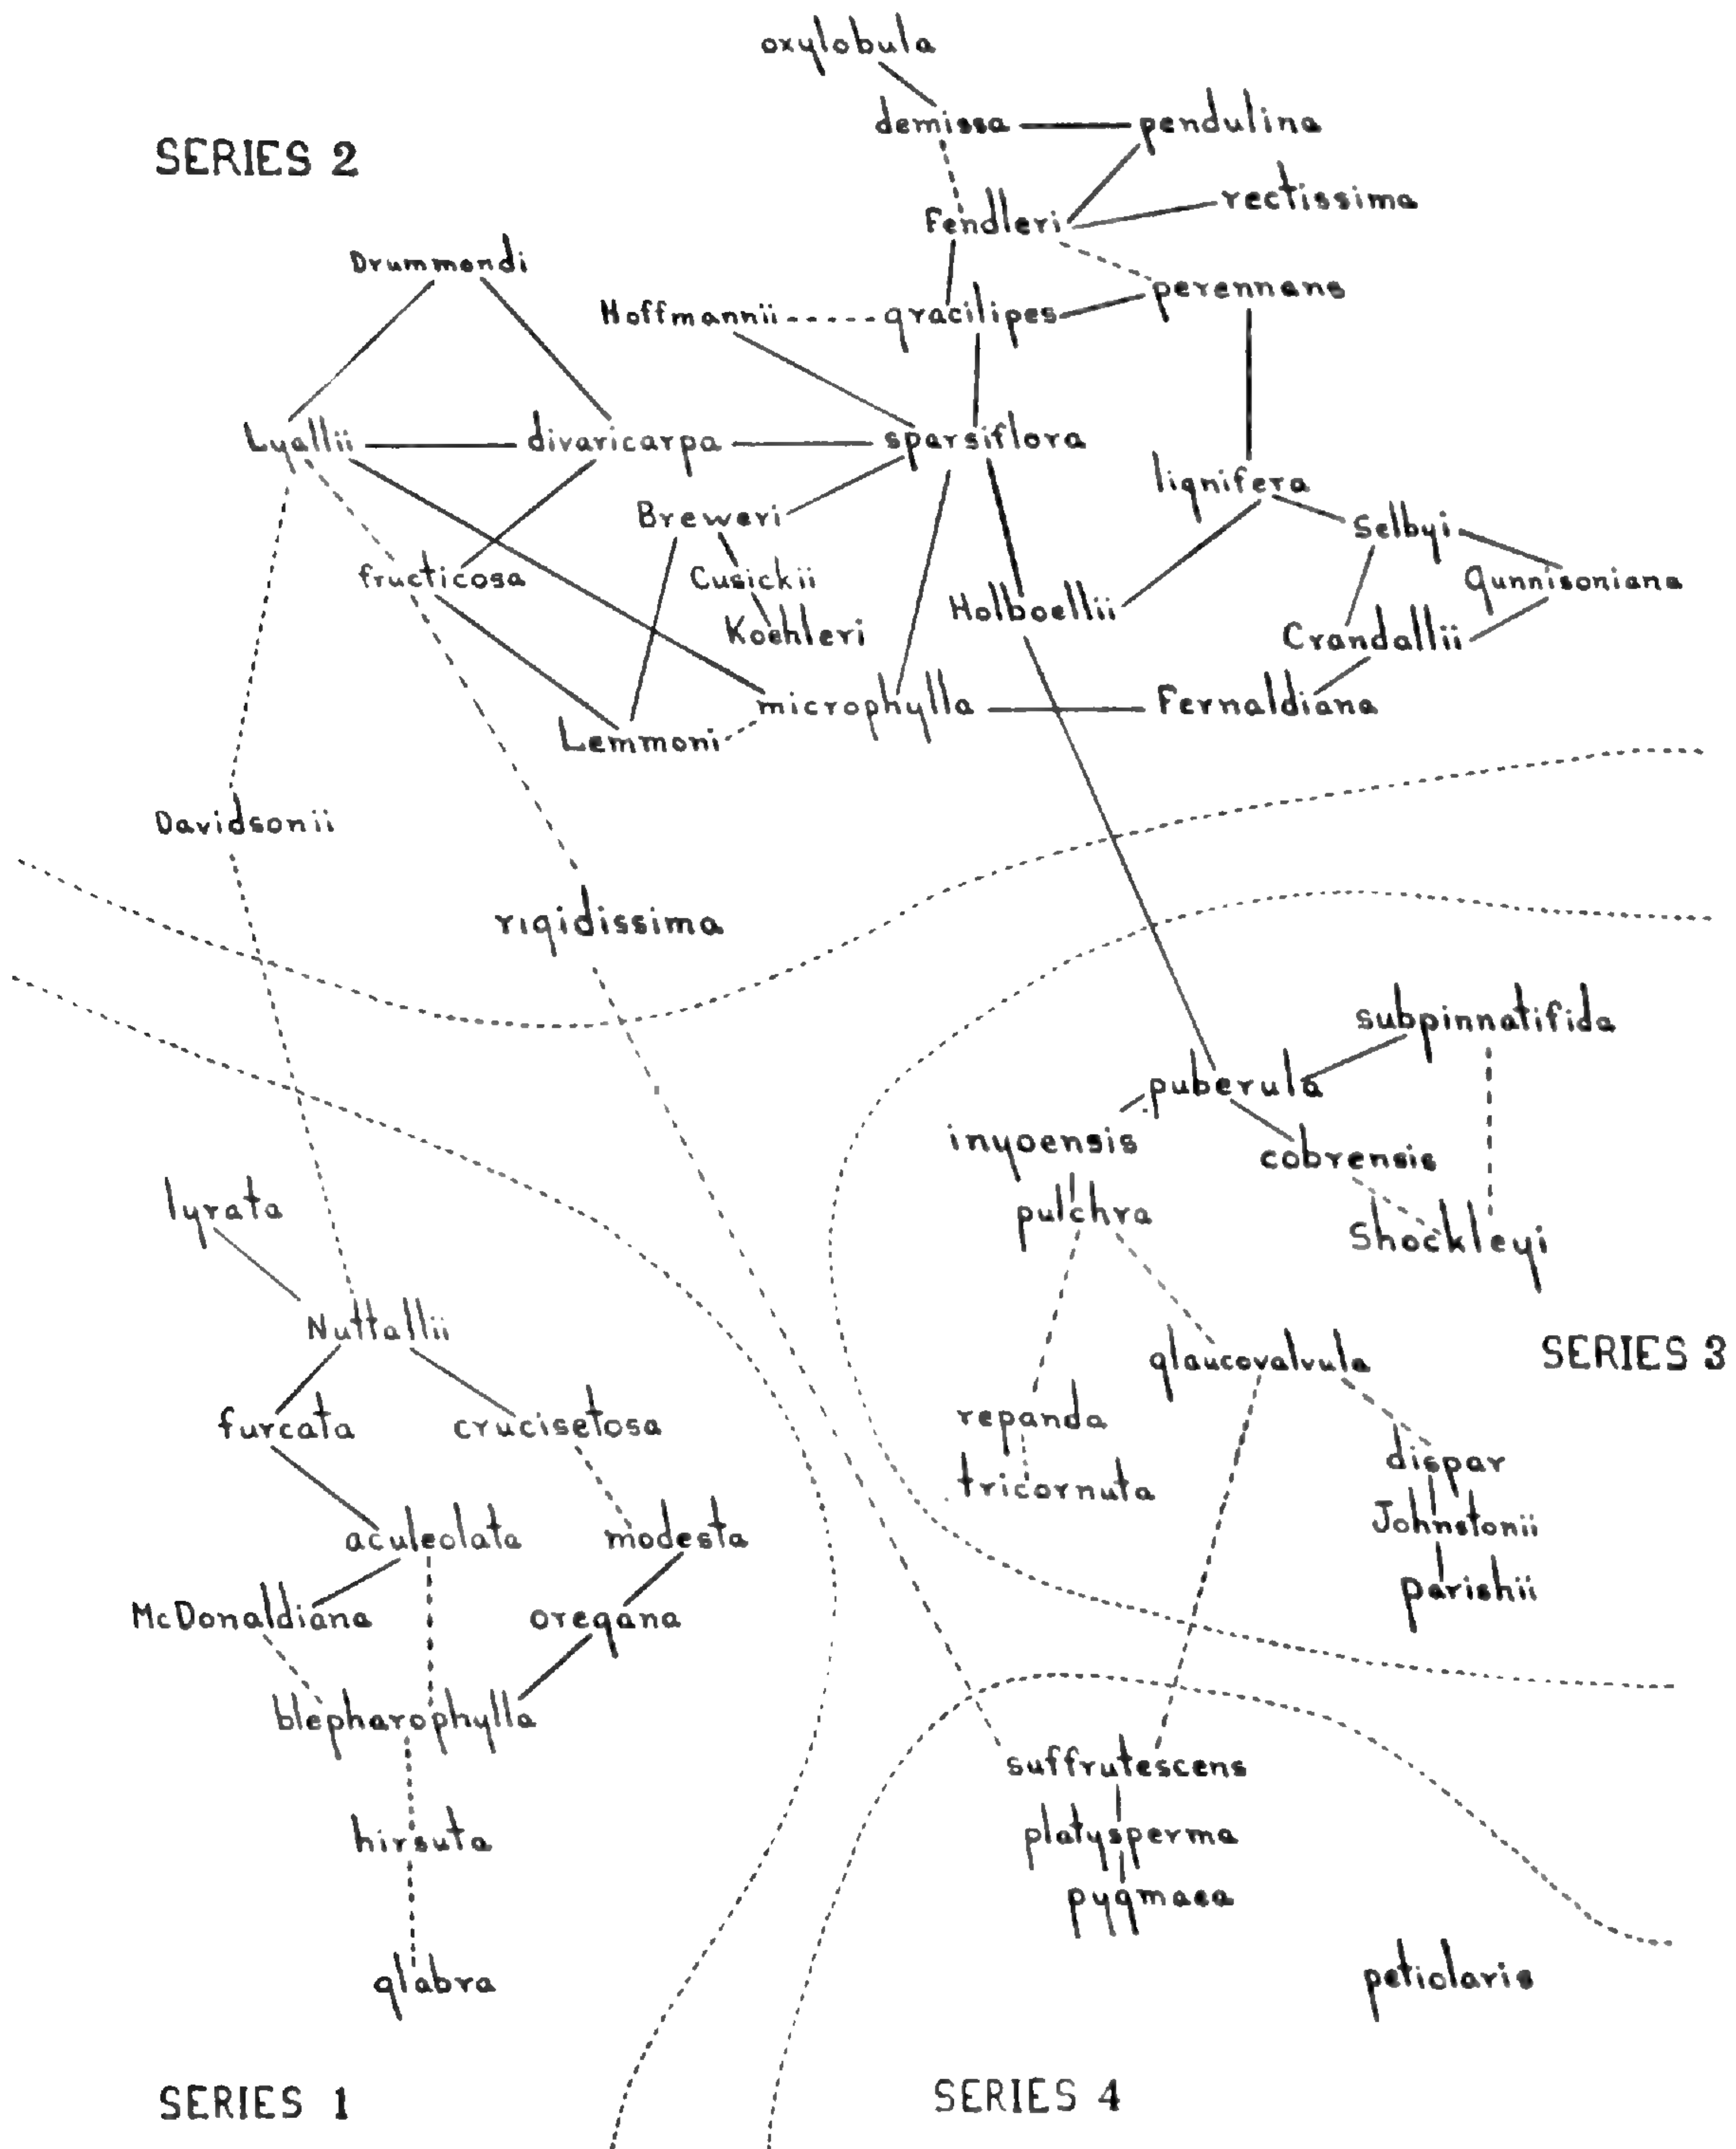 oxylobula
demissa
pendulina
SERIES 2
rectissima
Fendleri
Drummondi
perennans
Hoffmannii
gracilipes
Lyallii
divaricarpa
sparsiflora
lignifera
Breweri
Selbyi
fructicosa
Cusickii
Gunnisoniana
Holboellii
Koehleri
Crandallii
microphylla
Fernaldiana
Lemmoni
Davidsonii
rigidissima
subpinnatifida
puberula
inyoensis
cobrensis
lyrata
pulchra
Shockleyi
Nuttallii
glaucovalvula
SERIES 3
furcata
crucisetosa
repanda
dispar
tricornuta
aculeolata
modesta
Johnstonii
McDonaldiana
oregana
parishii
blepharophylla
suffrutescens
hirsuta
platysperma
pygmaea
glabra
petiolaris
SERIES 1
SERIES 4